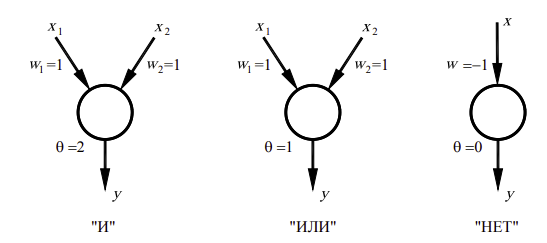 x₁ x₂
w₁=1 w₂=1
θ=2
y
"И"
x₁ x₂
w₁=1 w₂=1
θ=1
y
"ИЛИ"
x
w=–1
θ=0
y
"НЕТ"